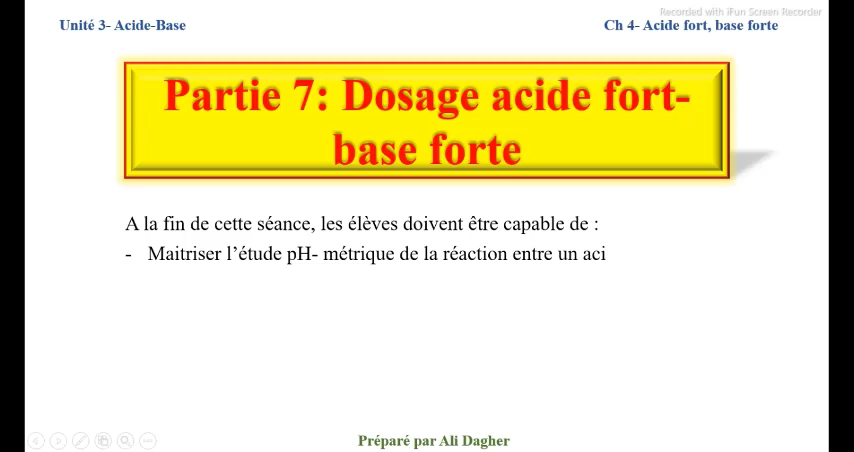 Recorded with iFun Screen Recorder
Unité 3- Acide-Base
Ch 4- Acide fort, base forte
Partie 7: Dosage acide fort-
base forte
A la fin de cette séance, les élèves doivent être capable de :
- Maitriser l’étude pH- métrique de la réaction entre un aci
Préparé par Ali Dagher